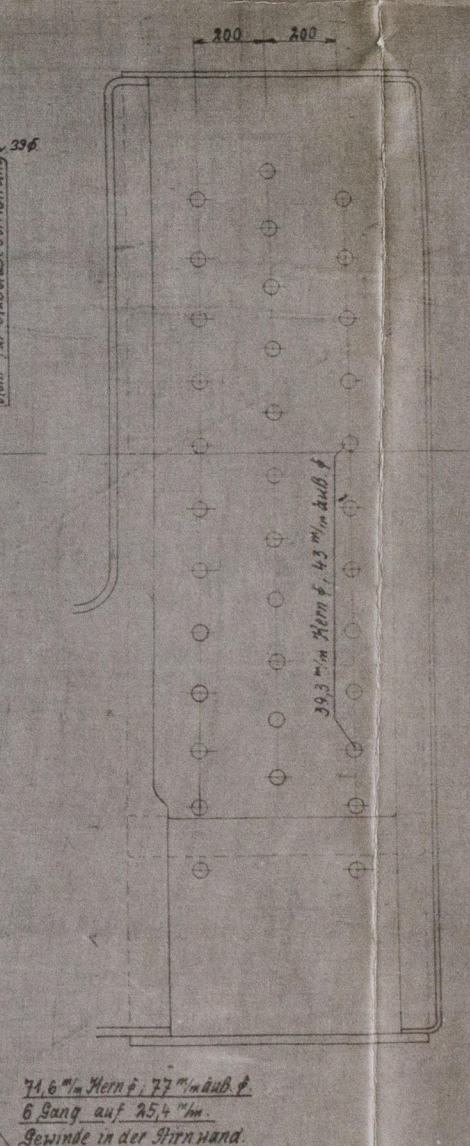 200 200
39 ϕ
39,3 m/m Kern ϕ, 43 m/m äuß. ϕ
71,6 m/m Kern ϕ; 77 m/m äuß. ϕ.
6 Gang auf 25,4 m/m.
Gewinde in der Stirnwand.